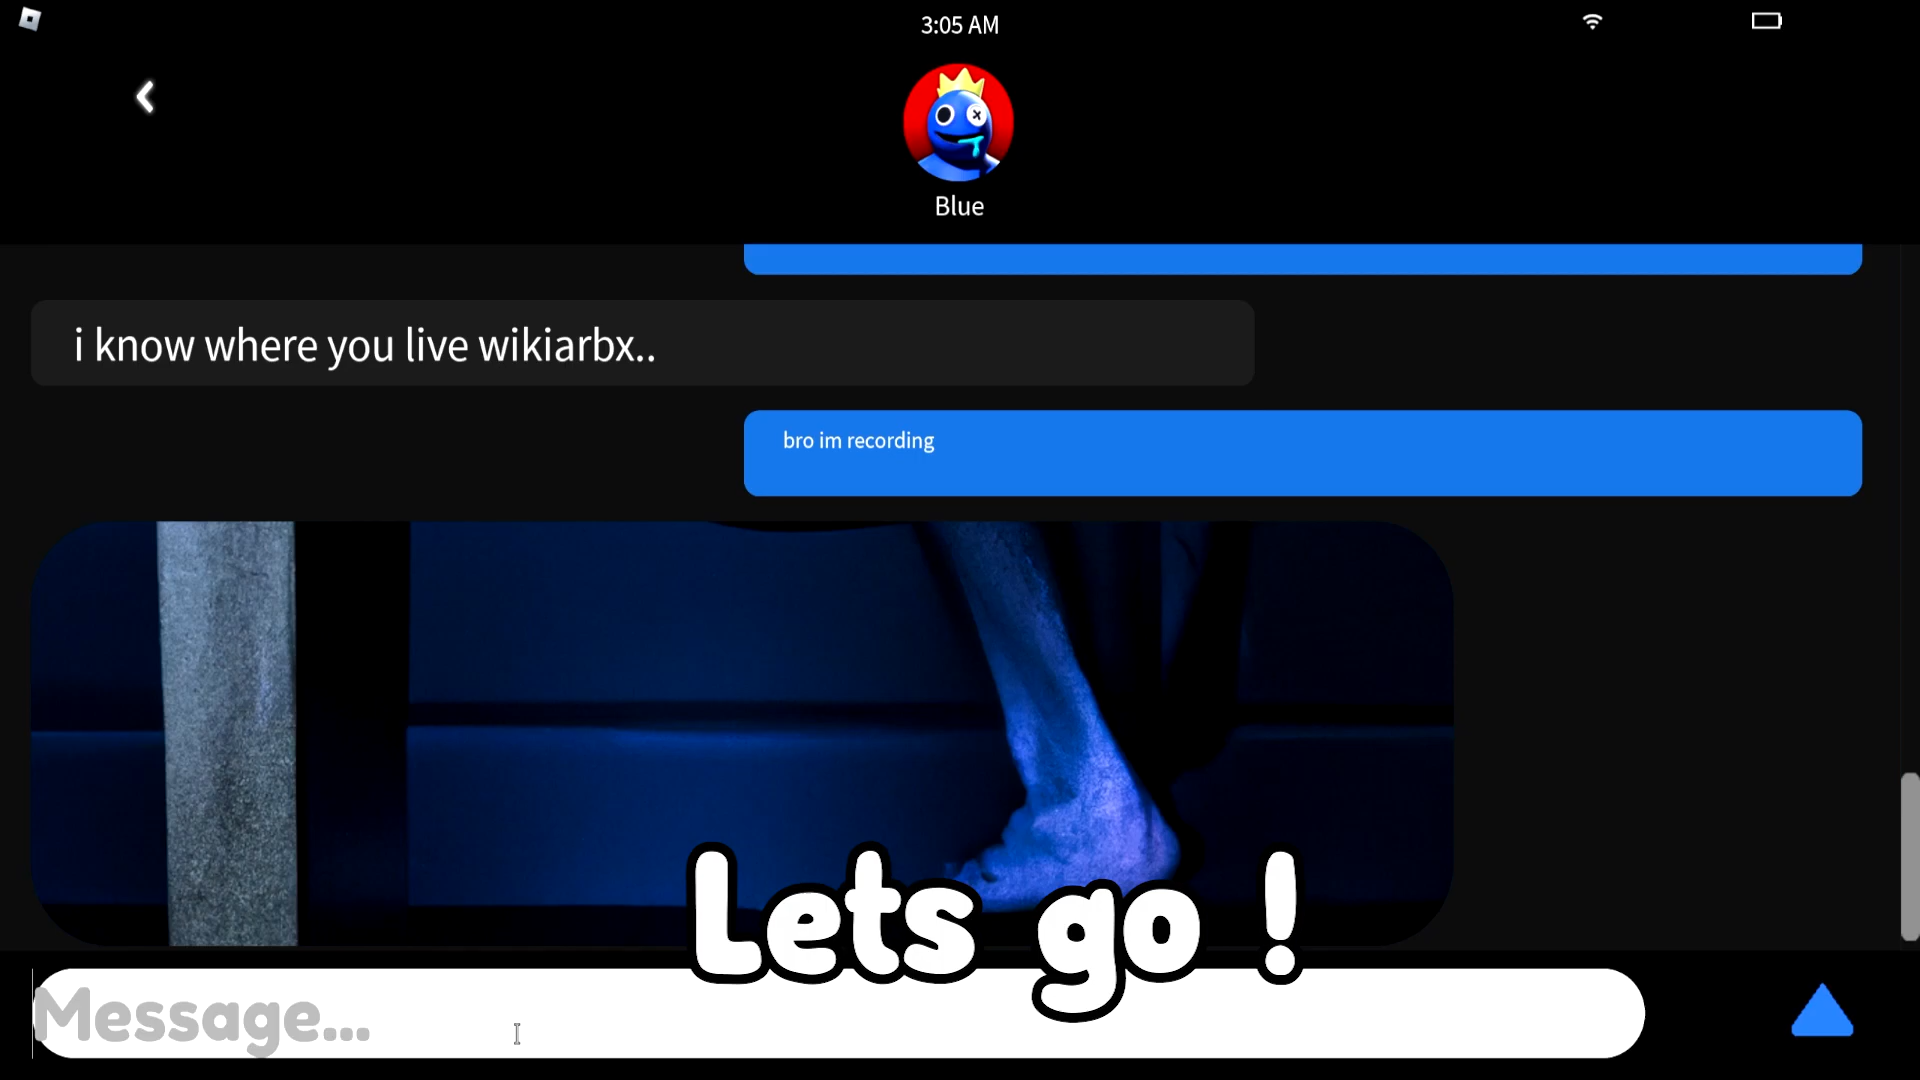 3:05 AM
Blue
i know where you live wikiarbx..
bro im recording
Lets go !
Message...